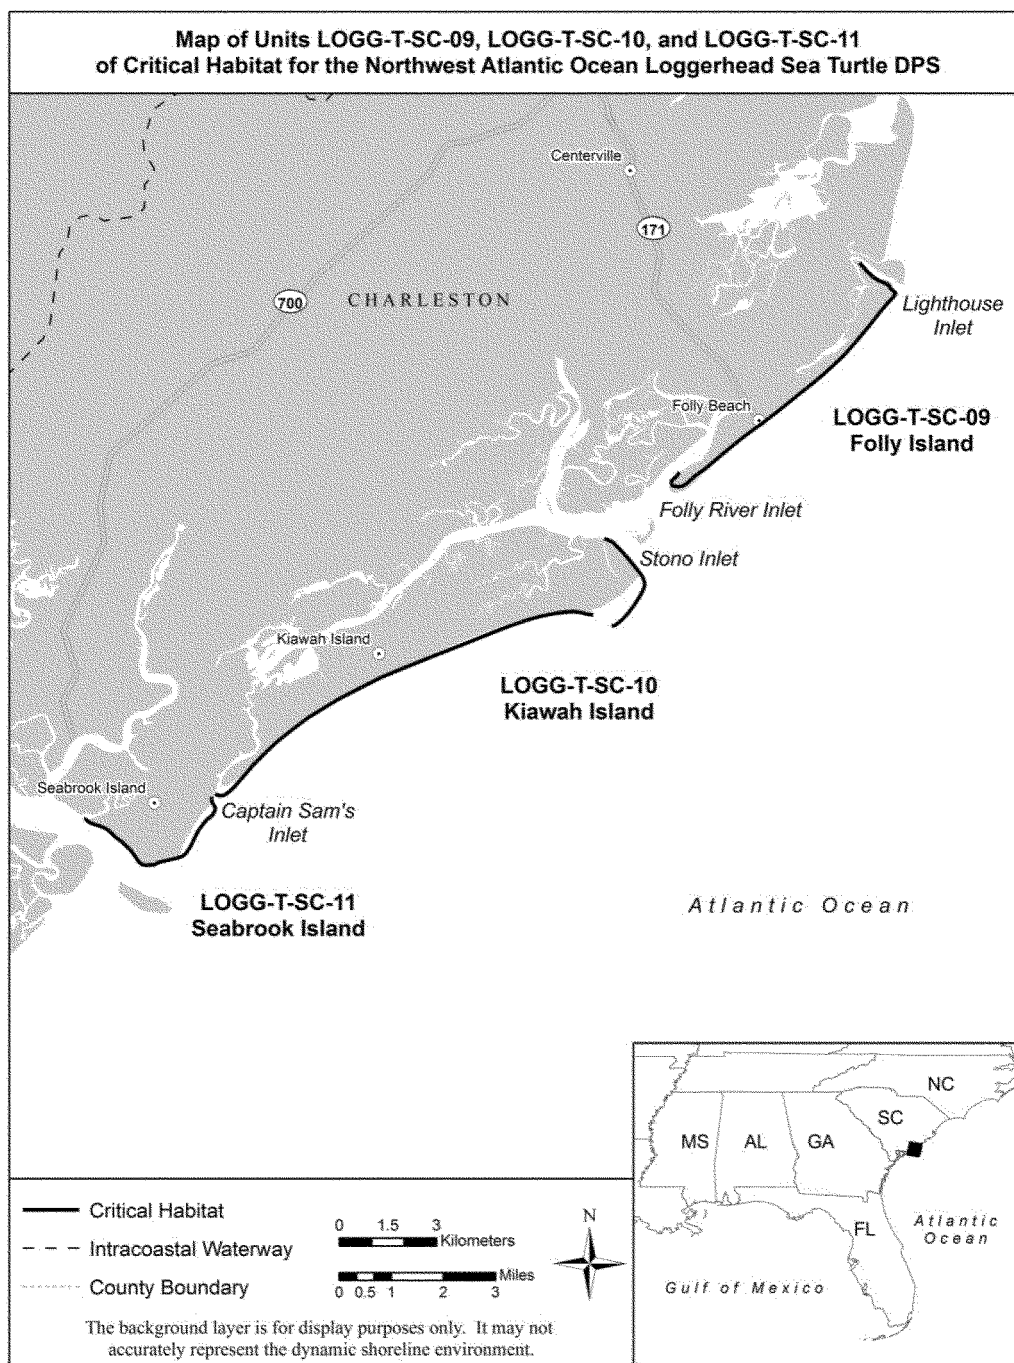 Map of Units LOGG-T-SC-09, LOGG-T-SC-10, and LOGG-T-SC-11
of Critical Habitat for the Northwest Atlantic Ocean Loggerhead Sea Turtle DPS
Centerville
171
700
CHARLESTON
Lighthouse
Inlet
Folly Beach
LOGG-T-SC-09
Folly Island
Folly River Inlet
Stono Inlet
Kiawah Island
LOGG-T-SC-10
Kiawah Island
Seabrook Island
Captain Sam's
Inlet
LOGG-T-SC-11
Seabrook Island
Atlantic Ocean
Critical Habitat
Intracoastal Waterway
County Boundary
0 1.5 3
Kilometers
Miles
0 0.5 1 2 3
N
The background layer is for display purposes only. It may not
accurately represent the dynamic shoreline environment.
NC
SC
MS AL GA
FL
Atlantic
Ocean
Gulf of Mexico